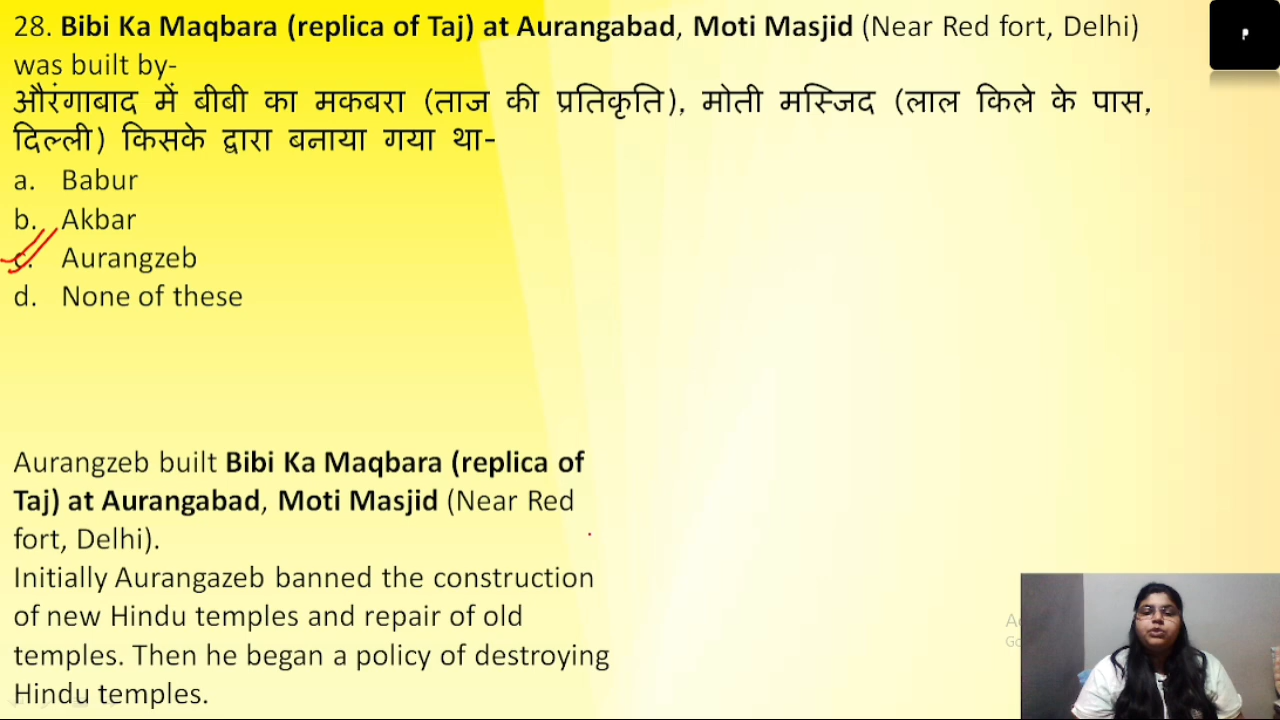 28. Bibi Ka Maqbara (replica of Taj) at Aurangabad, Moti Masjid (Near Red fort, Delhi)
was built by-
औरंगाबाद में बीबी का मकबरा (ताज की प्रतिकृति), मोती मस्जिद (लाल किले के पास,
दिल्ली) किसके द्वारा बनाया गया था-
a. Babur
b. Akbar
c. Aurangzeb
d. None of these
Aurangzeb built Bibi Ka Maqbara (replica of
Taj) at Aurangabad, Moti Masjid (Near Red
fort, Delhi).
Initially Aurangazeb banned the construction
of new Hindu temples and repair of old
temples. Then he began a policy of destroying
Hindu temples.